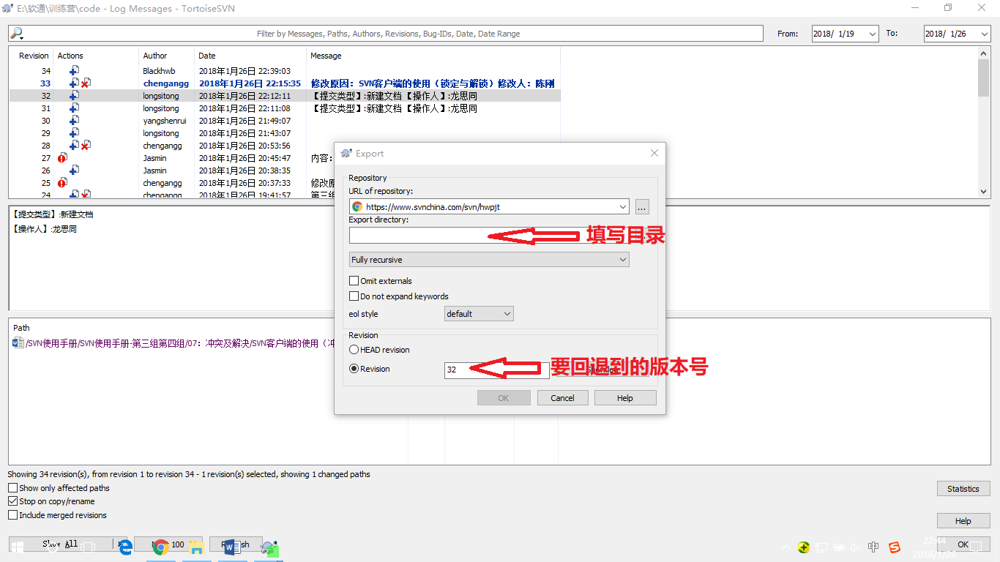 E:\软通\训练营\code - Log Messages - TortoiseSVN
Filter by Messages, Paths, Authors, Revisions, Bug-IDs, Date, Date Range
From: 2018/ 1/19 To: 2018/ 1/26
Revision Actions Author Date Message
34 Blackhwb 2018年1月26日 22:39:03
33 chengangg 2018年1月26日 22:15:35 修改原因：SVN客户端的使用（锁定与解锁）修改人：陈刚
32 longsitong 2018年1月26日 22:12:11 【提交类型】:新建文档 【操作人】:龙思同
31 longsitong 2018年1月26日 22:11:08 【提交类型】:新建文档 【操作人】:龙思同
30 yangshenrui 2018年1月26日 21:49:07
29 longsitong 2018年1月26日 21:43:07
28 chengangg 2018年1月26日 20:53:56
27 Jasmin 2018年1月26日 20:45:47 内容：
26 Jasmin 2018年1月26日 20:38:35
25 chengangg 2018年1月26日 20:37:33 修改原
24 chengangg 2018年1月26日 19:41:57 第三组
【提交类型】:新建文档
【操作人】:龙思同
Export
Repository
URL of repository:
https://www.svnchina.com/svn/hwpjt
...
Export directory:
填写目录
Fully recursive
Omit externals
Do not expand keywords
eol style default
Revision
HEAD revision
Revision 32 要回退到的版本号
OK Cancel Help
Path
/SVN使用手册/SVN使用手册-第三组第四组/07：冲突及解决/SVN客户端的使用（冲
Showing 34 revision(s), from revision 1 to revision 34 - 1 revision(s) selected, showing 1 changed paths
Show only affected paths
Stop on copy/rename
Include merged revisions
Statistics
Help
Show All 100 OK
中
22:44
2018/1/26